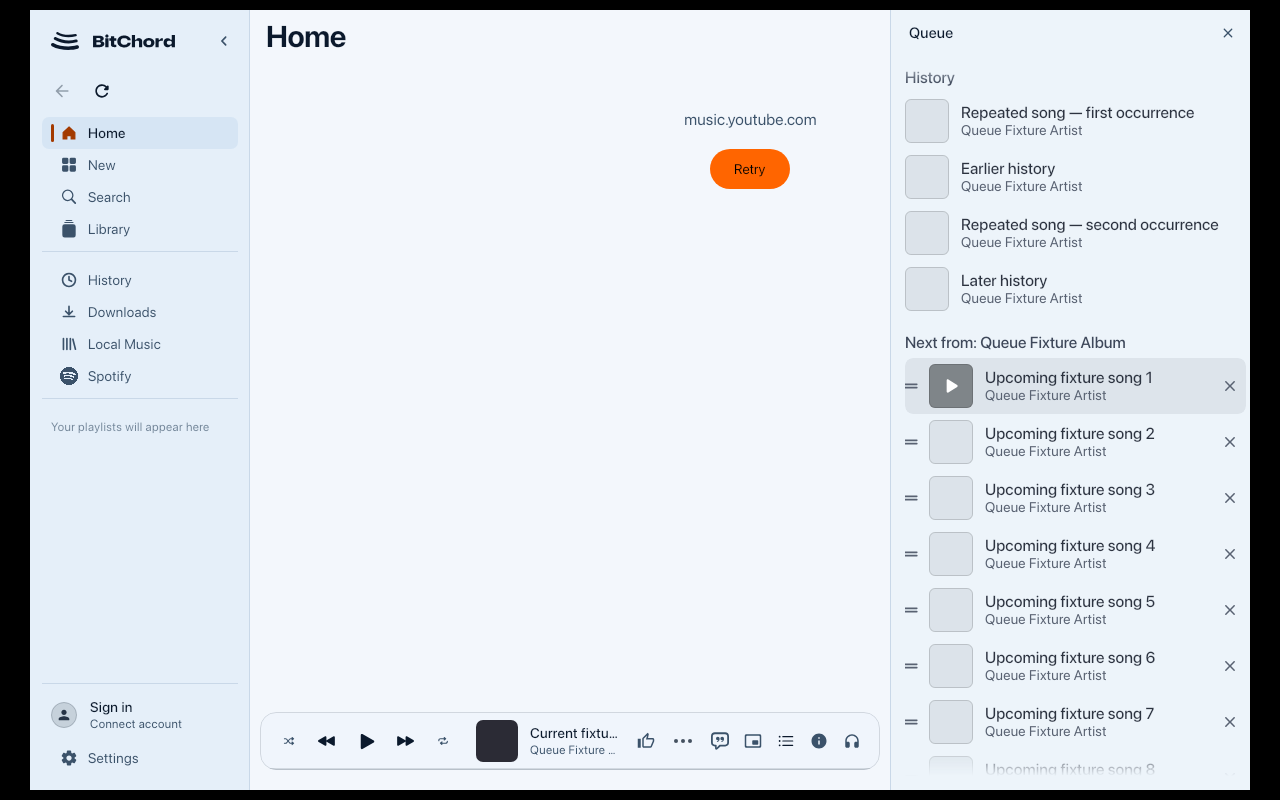 BitChord
Home
New
Search
Library
History
Downloads
Local Music
Spotify
Your playlists will appear here
Sign in
Connect account
Settings
Home
music.youtube.com
Retry
Current fixtu...
Queue Fixture ...
Queue
History
Repeated song — first occurrence
Queue Fixture Artist
Earlier history
Queue Fixture Artist
Repeated song — second occurrence
Queue Fixture Artist
Later history
Queue Fixture Artist
Next from: Queue Fixture Album
Upcoming fixture song 1
Queue Fixture Artist
Upcoming fixture song 2
Queue Fixture Artist
Upcoming fixture song 3
Queue Fixture Artist
Upcoming fixture song 4
Queue Fixture Artist
Upcoming fixture song 5
Queue Fixture Artist
Upcoming fixture song 6
Queue Fixture Artist
Upcoming fixture song 7
Queue Fixture Artist
Upcoming fixture song 8